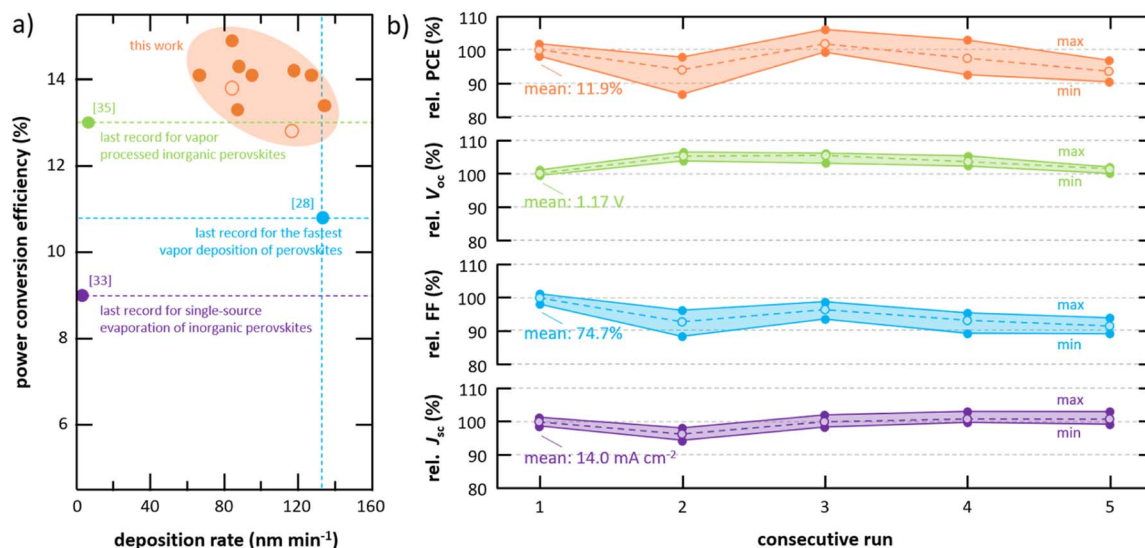 a)
power conversion efficiency (%)
14
12
10
8
6
this work
[35]
last record for vapor
processed inorganic perovskites
[28]
last record for the fastest
vapor deposition of perovskites
[33]
last record for single-source
evaporation of inorganic perovskites
0 40 80 120 160
deposition rate (nm min⁻¹)
b)
rel. PCE (%)
110
100
90
80
max
min
mean: 11.9%
rel. Voc (%)
110
100
90
80
max
min
mean: 1.17 V
rel. FF (%)
110
100
90
80
max
min
mean: 74.7%
rel. Jsc (%)
110
100
90
80
max
min
mean: 14.0 mA cm⁻²
1 2 3 4 5
consecutive run